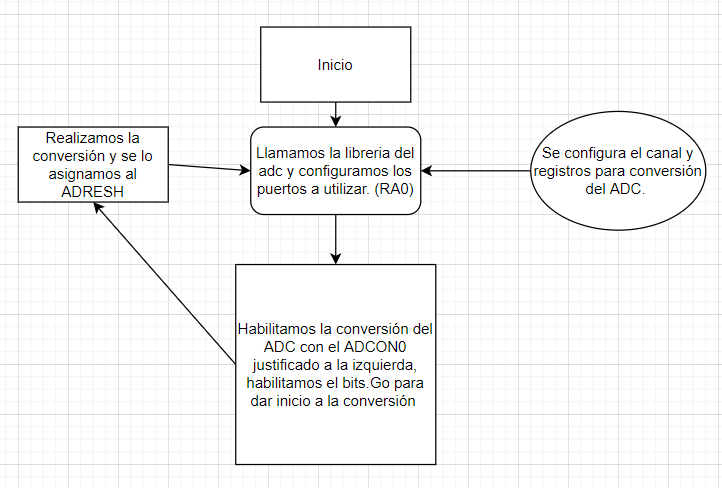 Inicio
Realizamos la
conversión y se lo
asignamos al
ADRESH
Llamamos la libreria del
adc y configuramos los
puertos a utilizar. (RA0)
Se configura el canal y
registros para conversión
del ADC.
Habilitamos la conversión del
ADC con el ADCON0
justificado a la izquierda,
habilitamos el bits.Go para
dar inicio a la conversión